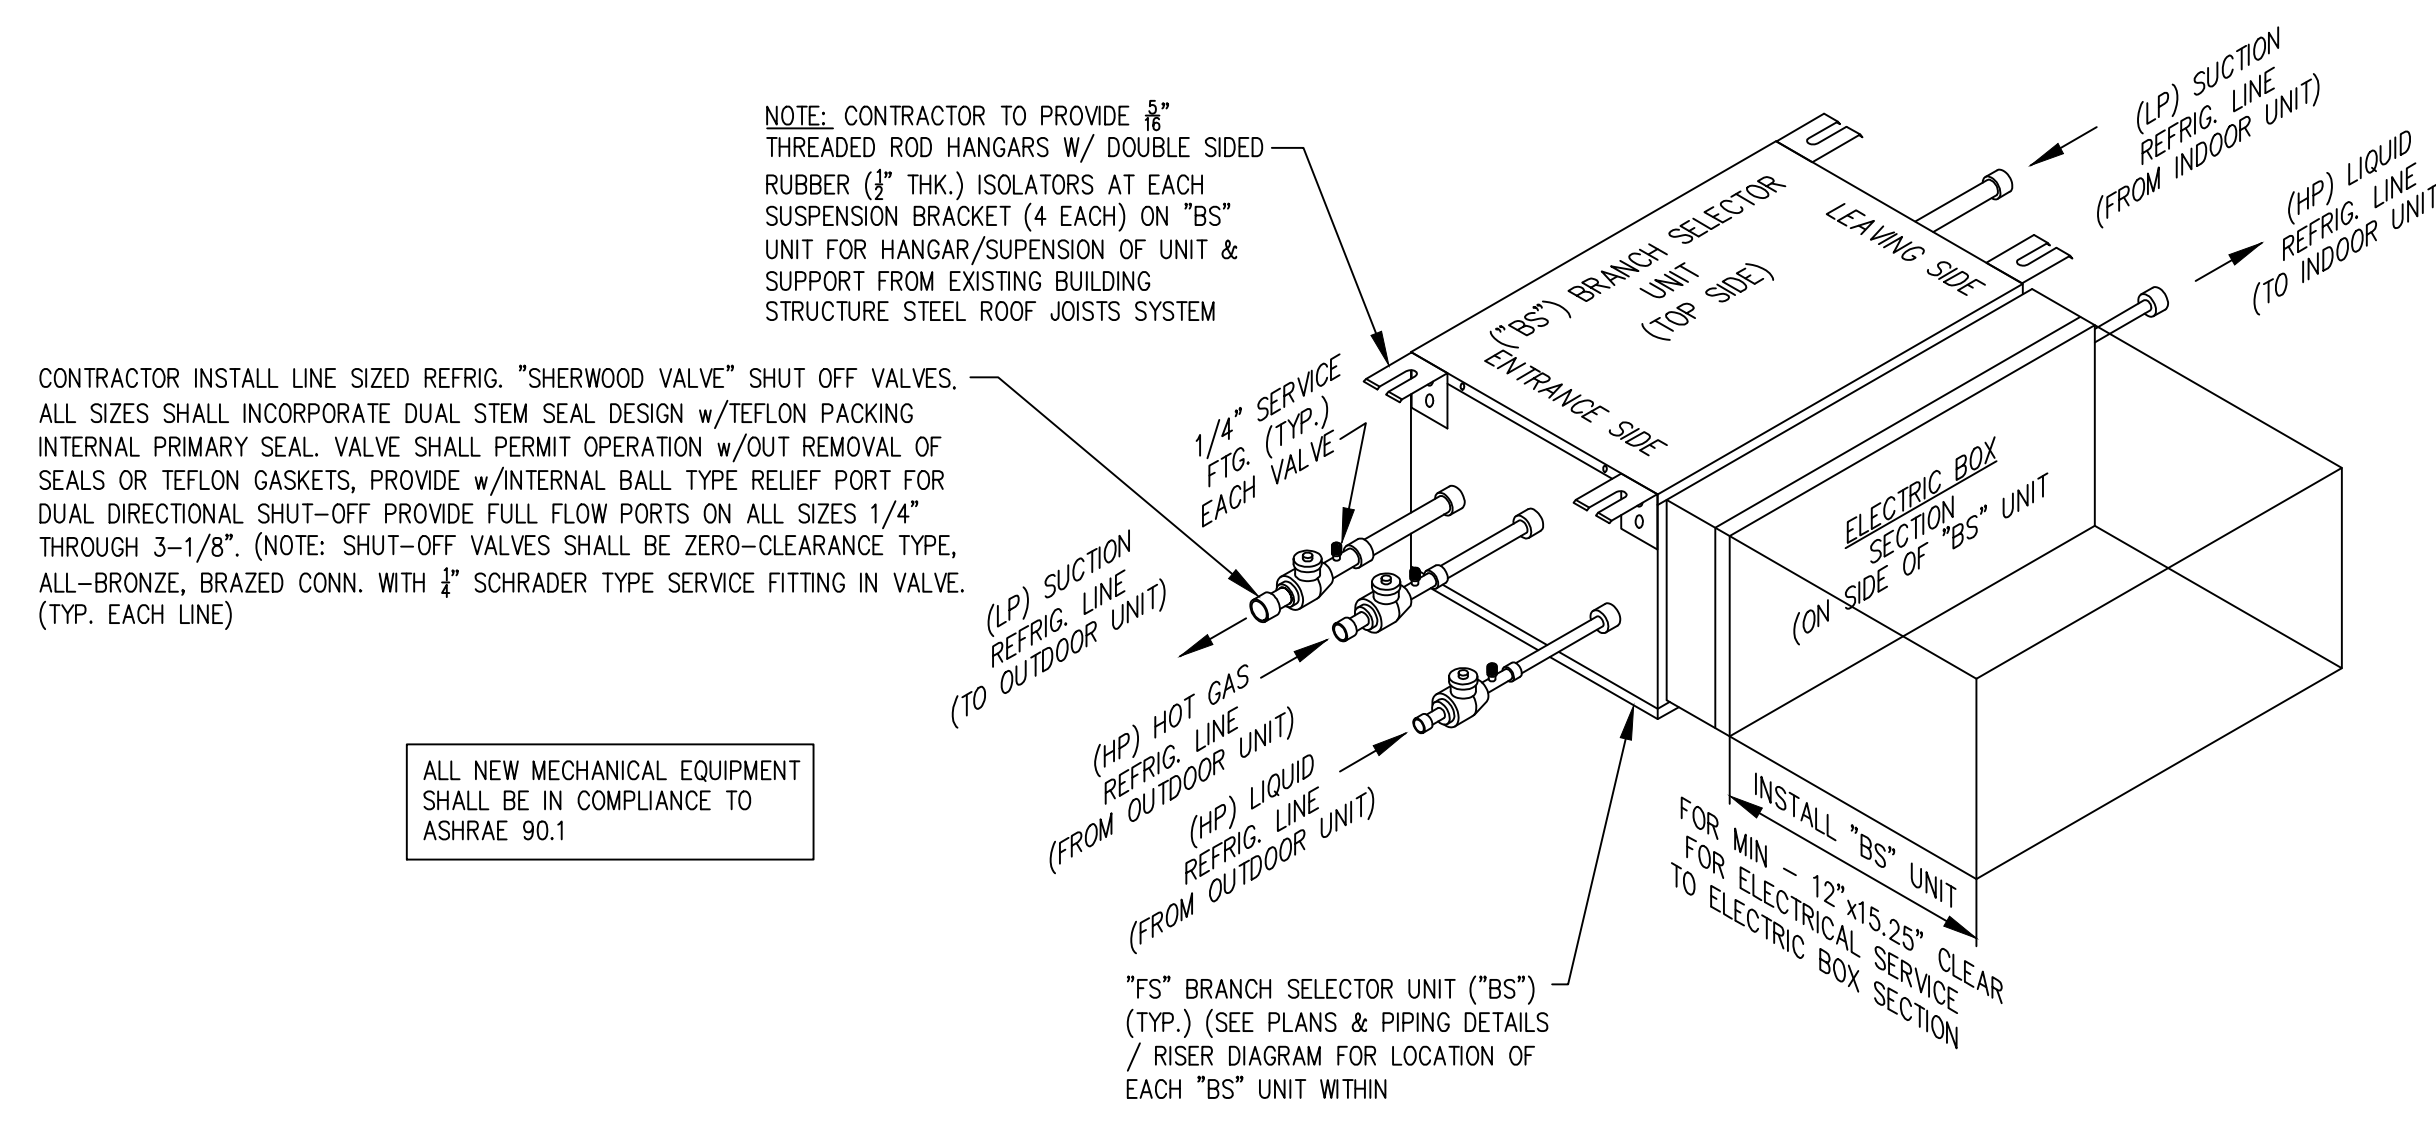 NOTE: CONTRACTOR TO PROVIDE 5/16"
THREADED ROD HANGARS W/ DOUBLE SIDED
RUBBER (1/2" THK.) ISOLATORS AT EACH
SUSPENSION BRACKET (4 EACH) ON "BS"
UNIT FOR HANGAR/SUPENSION OF UNIT &
SUPPORT FROM EXISTING BUILDING
STRUCTURE STEEL ROOF JOISTS SYSTEM
CONTRACTOR INSTALL LINE SIZED REFRIG. "SHERWOOD VALVE" SHUT OFF VALVES.
ALL SIZES SHALL INCORPORATE DUAL STEM SEAL DESIGN w/TEFLON PACKING
INTERNAL PRIMARY SEAL. VALVE SHALL PERMIT OPERATION w/OUT REMOVAL OF
SEALS OR TEFLON GASKETS, PROVIDE w/INTERNAL BALL TYPE RELIEF PORT FOR
DUAL DIRECTIONAL SHUT-OFF PROVIDE FULL FLOW PORTS ON ALL SIZES 1/4"
THROUGH 3-1/8". (NOTE: SHUT-OFF VALVES SHALL BE ZERO-CLEARANCE TYPE,
ALL-BRONZE, BRAZED CONN. WITH 1/4" SCHRADER TYPE SERVICE FITTING IN VALVE.
(TYP. EACH LINE)
ALL NEW MECHANICAL EQUIPMENT
SHALL BE IN COMPLIANCE TO
ASHRAE 90.1
1/4" SERVICE
FTG. (TYP.)
EACH VALVE
(LP) SUCTION
REFRIG. LINE
(TO OUTDOOR UNIT)
(HP) HOT GAS
REFRIG. LINE
(FROM OUTDOOR UNIT)
(HP) LIQUID
REFRIG. LINE
(FROM OUTDOOR UNIT)
("BS") BRANCH SELECTOR
UNIT
(TOP SIDE)
ENTRANCE SIDE
LEAVING SIDE
(LP) SUCTION
REFRIG. LINE
(FROM INDOOR UNIT)
(HP) LIQUID
REFRIG. LINE
(TO INDOOR UNIT
ELECTRIC BOX
SECTION
(ON SIDE OF "BS" UNIT
INSTALL "BS" UNIT
FOR MIN - 12"x15.25" CLEAR
FOR ELECTRICAL SERVICE
TO ELECTRIC BOX SECTION
"FS" BRANCH SELECTOR UNIT ("BS")
(TYP.) (SEE PLANS & PIPING DETAILS
/ RISER DIAGRAM FOR LOCATION OF
EACH "BS" UNIT WITHIN